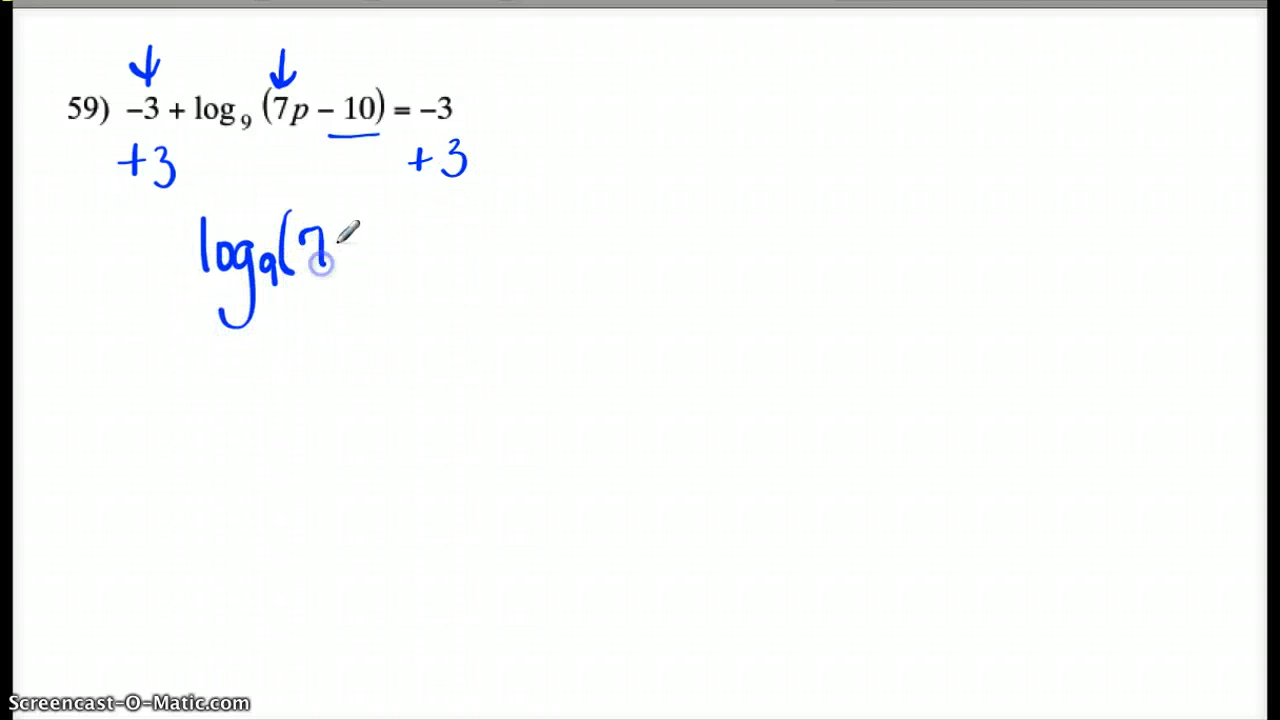 59) -3 + log₉ (7p - 10) = -3
+3 +3
log₉(7
Screencast-O-Matic.com